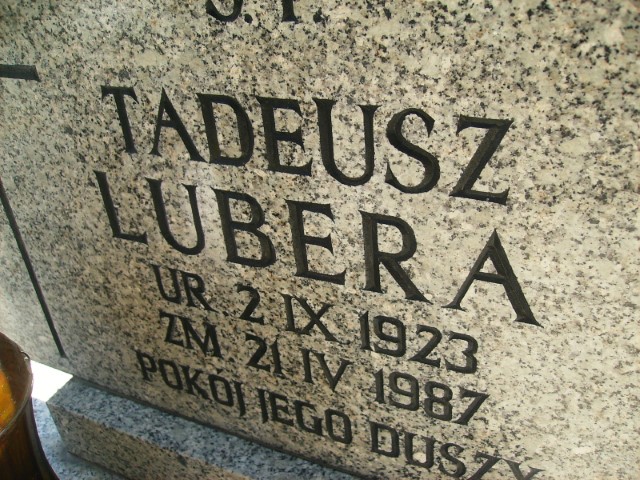 Ś.P.
TADEUSZ
LUBERA
UR. 2 IX 1923
ZM. 21 IV 1987
POKÓJ JEGO DUSZY